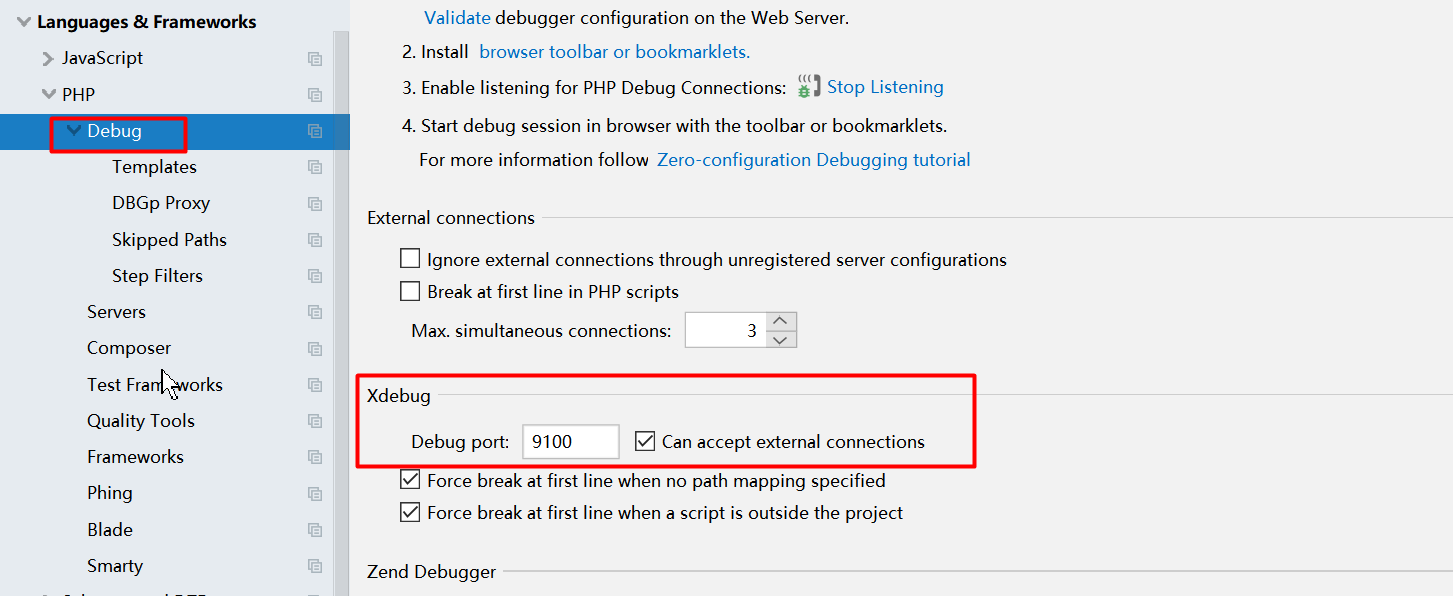 Languages & Frameworks
JavaScript
PHP
Debug
Templates
DBGp Proxy
Skipped Paths
Step Filters
Servers
Composer
Test Frameworks
Quality Tools
Frameworks
Phing
Blade
Smarty
Validate debugger configuration on the Web Server.
2. Install browser toolbar or bookmarklets.
3. Enable listening for PHP Debug Connections: Stop Listening
4. Start debug session in browser with the toolbar or bookmarklets.
For more information follow Zero-configuration Debugging tutorial
External connections
Ignore external connections through unregistered server configurations
Break at first line in PHP scripts
Max. simultaneous connections: 3
Xdebug
Debug port: 9100 Can accept external connections
Force break at first line when no path mapping specified
Force break at first line when a script is outside the project
Zend Debugger